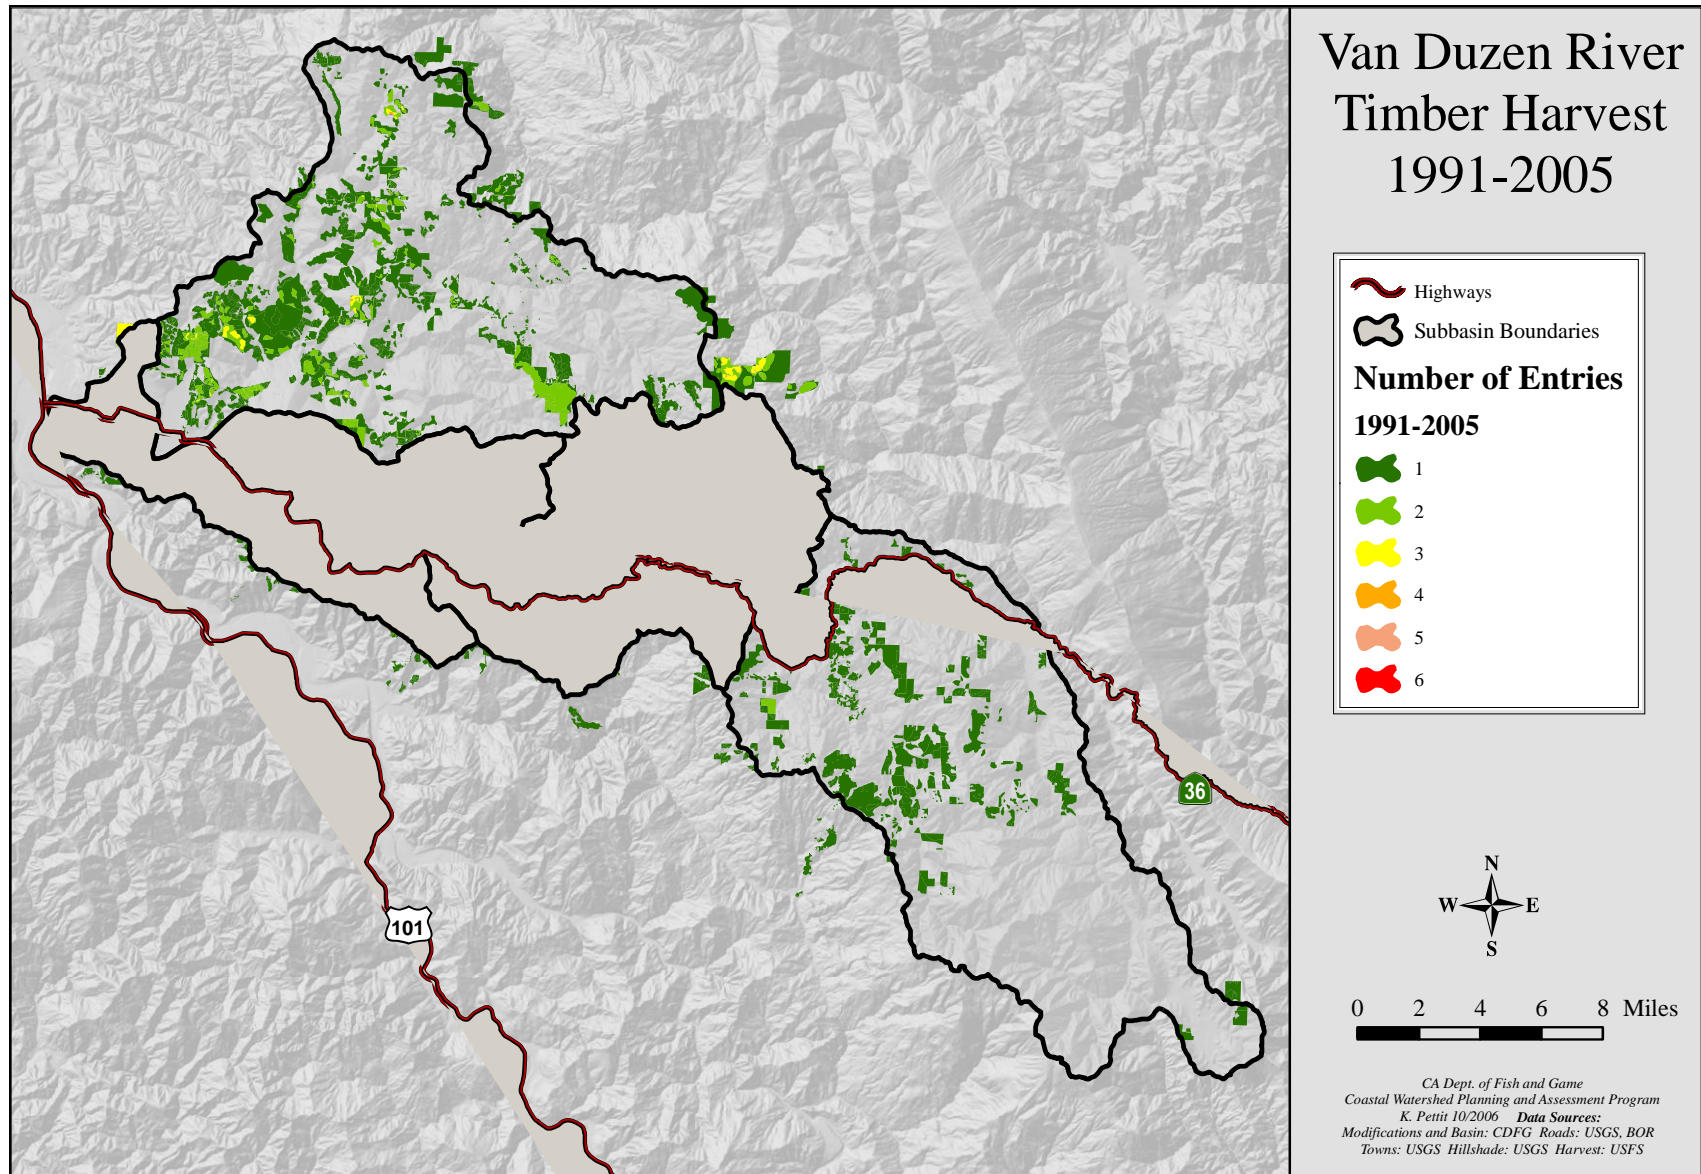 Van Duzen River
Timber Harvest
1991-2005
Highways
Subbasin Boundaries
Number of Entries
1991-2005
1
2
3
4
5
6
36
101
N
W E
S
0 2 4 6 8 Miles
CA Dept. of Fish and Game
Coastal Watershed Planning and Assessment Program
K. Pettit 10/2006 Data Sources:
Modifications and Basin: CDFG Roads: USGS, BOR
Towns: USGS Hillshade: USGS Harvest: USFS